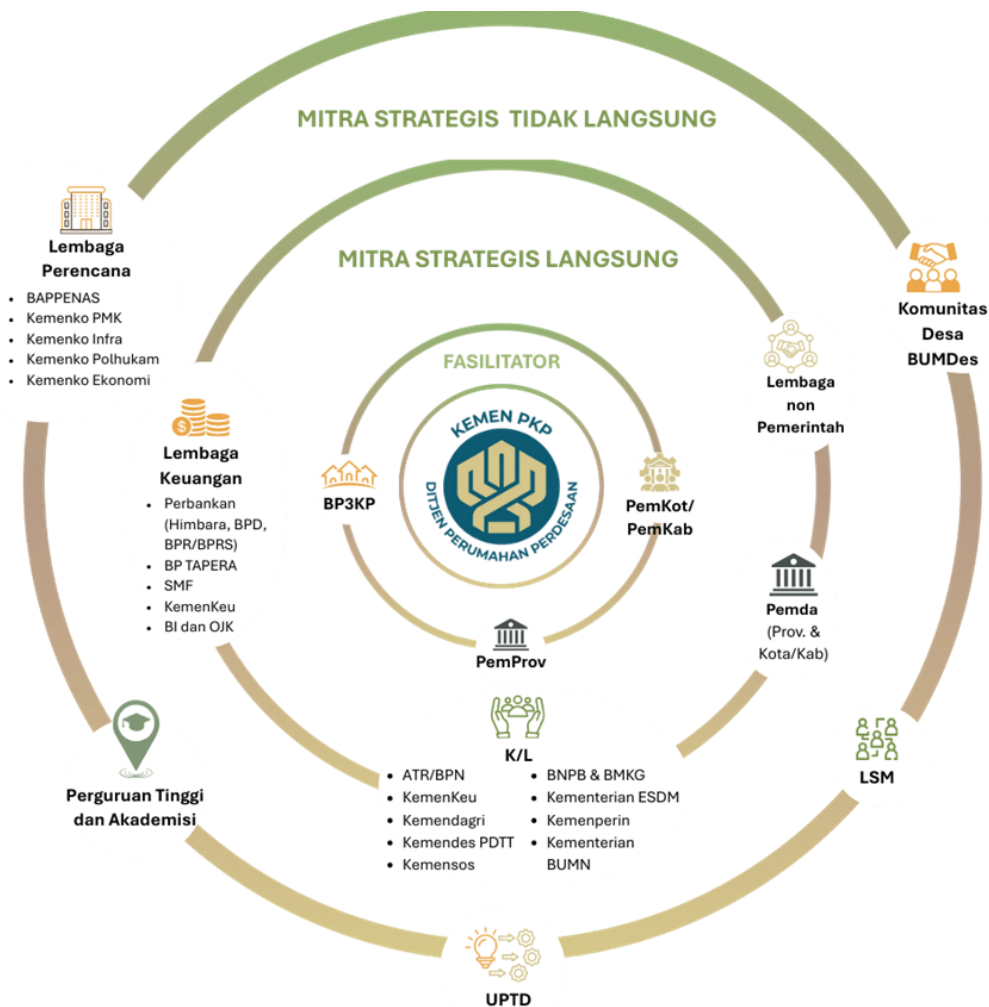 MITRA STRATEGIS TIDAK LANGSUNG
Lembaga
Perencana
• BAPPENAS
• Kemenko PMK
• Kemenko Infra
• Kemenko Polhukam
• Kemenko Ekonomi
Komunitas
Desa
BUMDes
MITRA STRATEGIS LANGSUNG
Lembaga
non
Pemerintah
Lembaga
Keuangan
• Perbankan
(Himbara, BPD,
BPR/BPRS)
• BP TAPERA
• SMF
• KemenKeu
• BI dan OJK
FASILITATOR
KEMEN PKP
DITJEN PERUMAHAN PERDESAAN
BP3KP
PemKot/
PemKab
PemProv
Pemda
(Prov. &
Kota/Kab)
K/L
• ATR/BPN
• KemenKeu
• Kemendagri
• Kemendes PDTT
• Kemensos
• BNPB & BMKG
• Kementerian ESDM
• Kemenperin
• Kementerian
BUMN
Perguruan Tinggi
dan Akademisi
LSM
UPTD